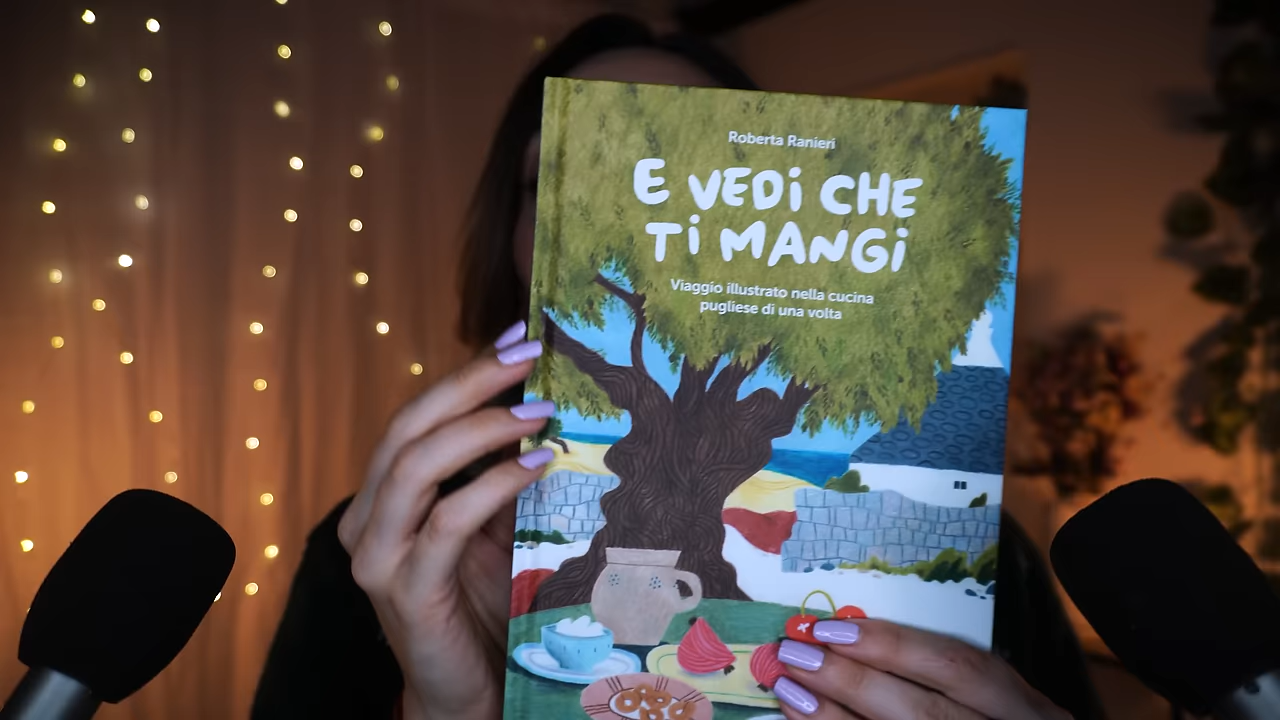 Roberta Ranieri
E VEDi CHE
Ti MANGi
Viaggio illustrato nella cucina
pugliese di una volta